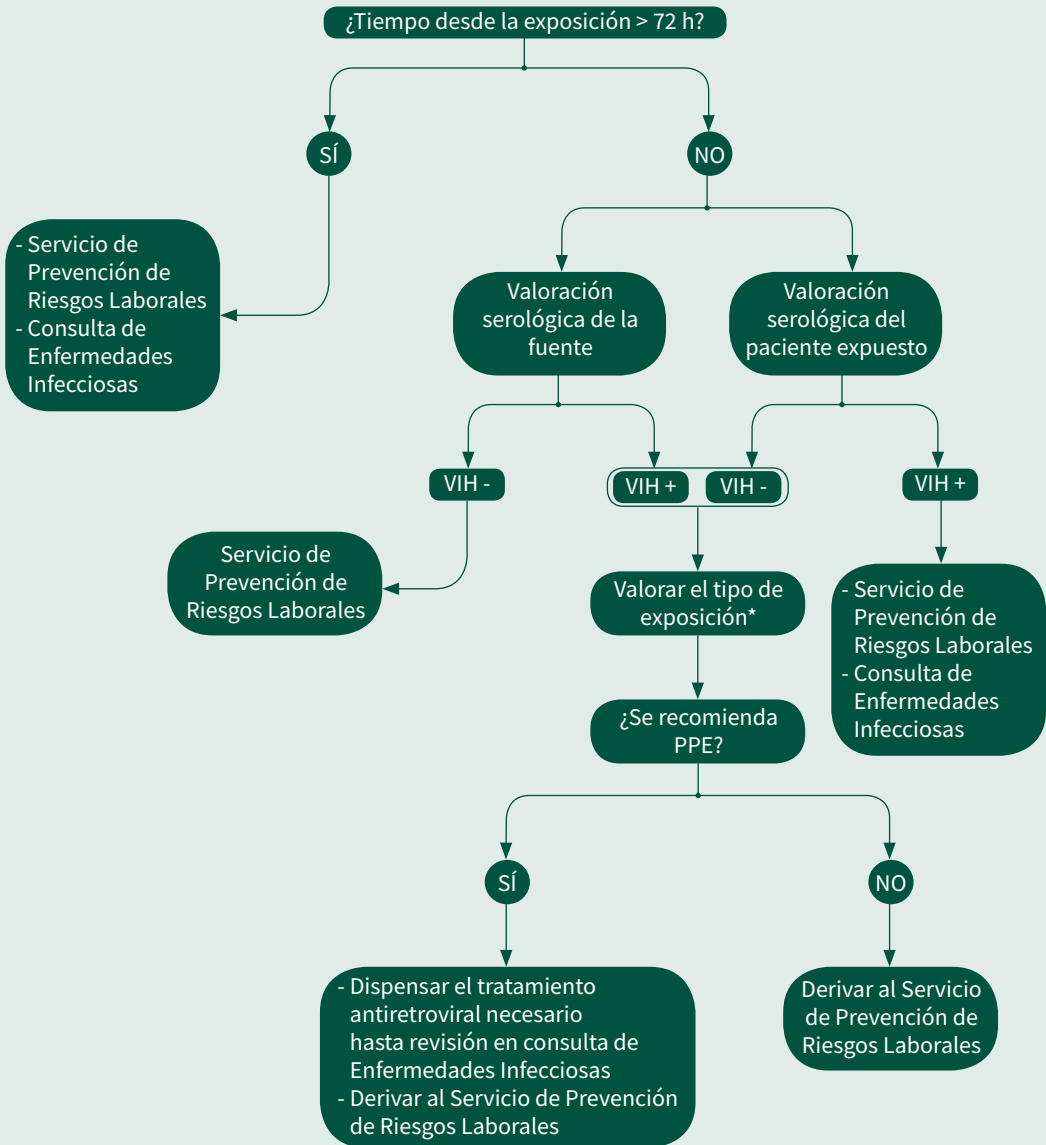 ¿Tiempo desde la exposición > 72 h?
SÍ
NO
- Servicio de
Prevención de
Riesgos Laborales
- Consulta de
Enfermedades
Infecciosas
Valoración
serológica de la
fuente
Valoración
serológica del
paciente expuesto
VIH -
VIH +
VIH -
VIH +
Servicio de
Prevención de
Riesgos Laborales
Valorar el tipo de
exposición*
- Servicio de
Prevención de
Riesgos Laborales
- Consulta de
Enfermedades
Infecciosas
¿Se recomienda
PPE?
SÍ
NO
- Dispensar el tratamiento
antiretroviral necesario
hasta revisión en consulta de
Enfermedades Infecciosas
- Derivar al Servicio de Prevención
de Riesgos Laborales
Derivar al Servicio
de Prevención de
Riesgos Laborales